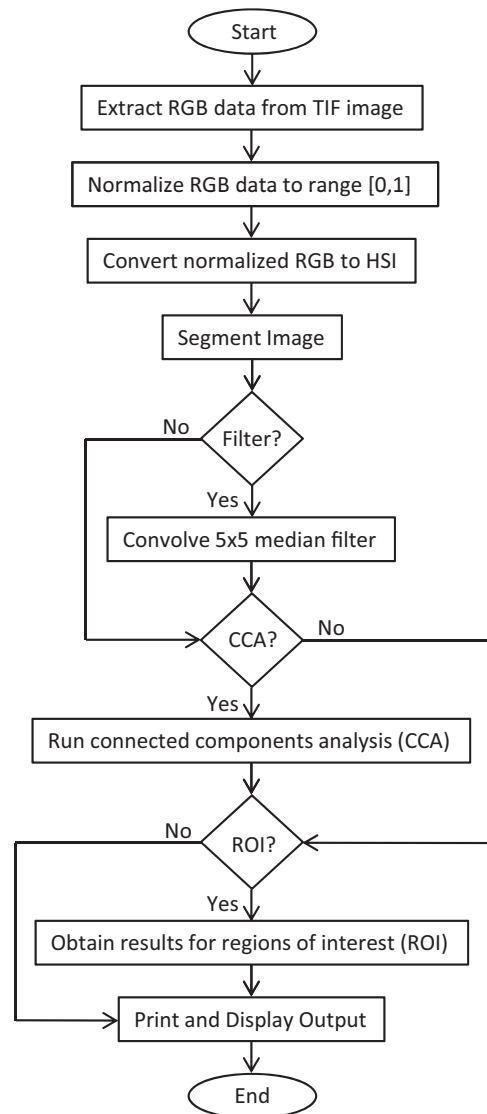 Start
Extract RGB data from TIF image
Normalize RGB data to range [0,1]
Convert normalized RGB to HSI
Segment Image
No
Filter?
Yes
Convolve 5x5 median filter
CCA?
No
Yes
Run connected components analysis (CCA)
No
ROI?
Yes
Obtain results for regions of interest (ROI)
Print and Display Output
End